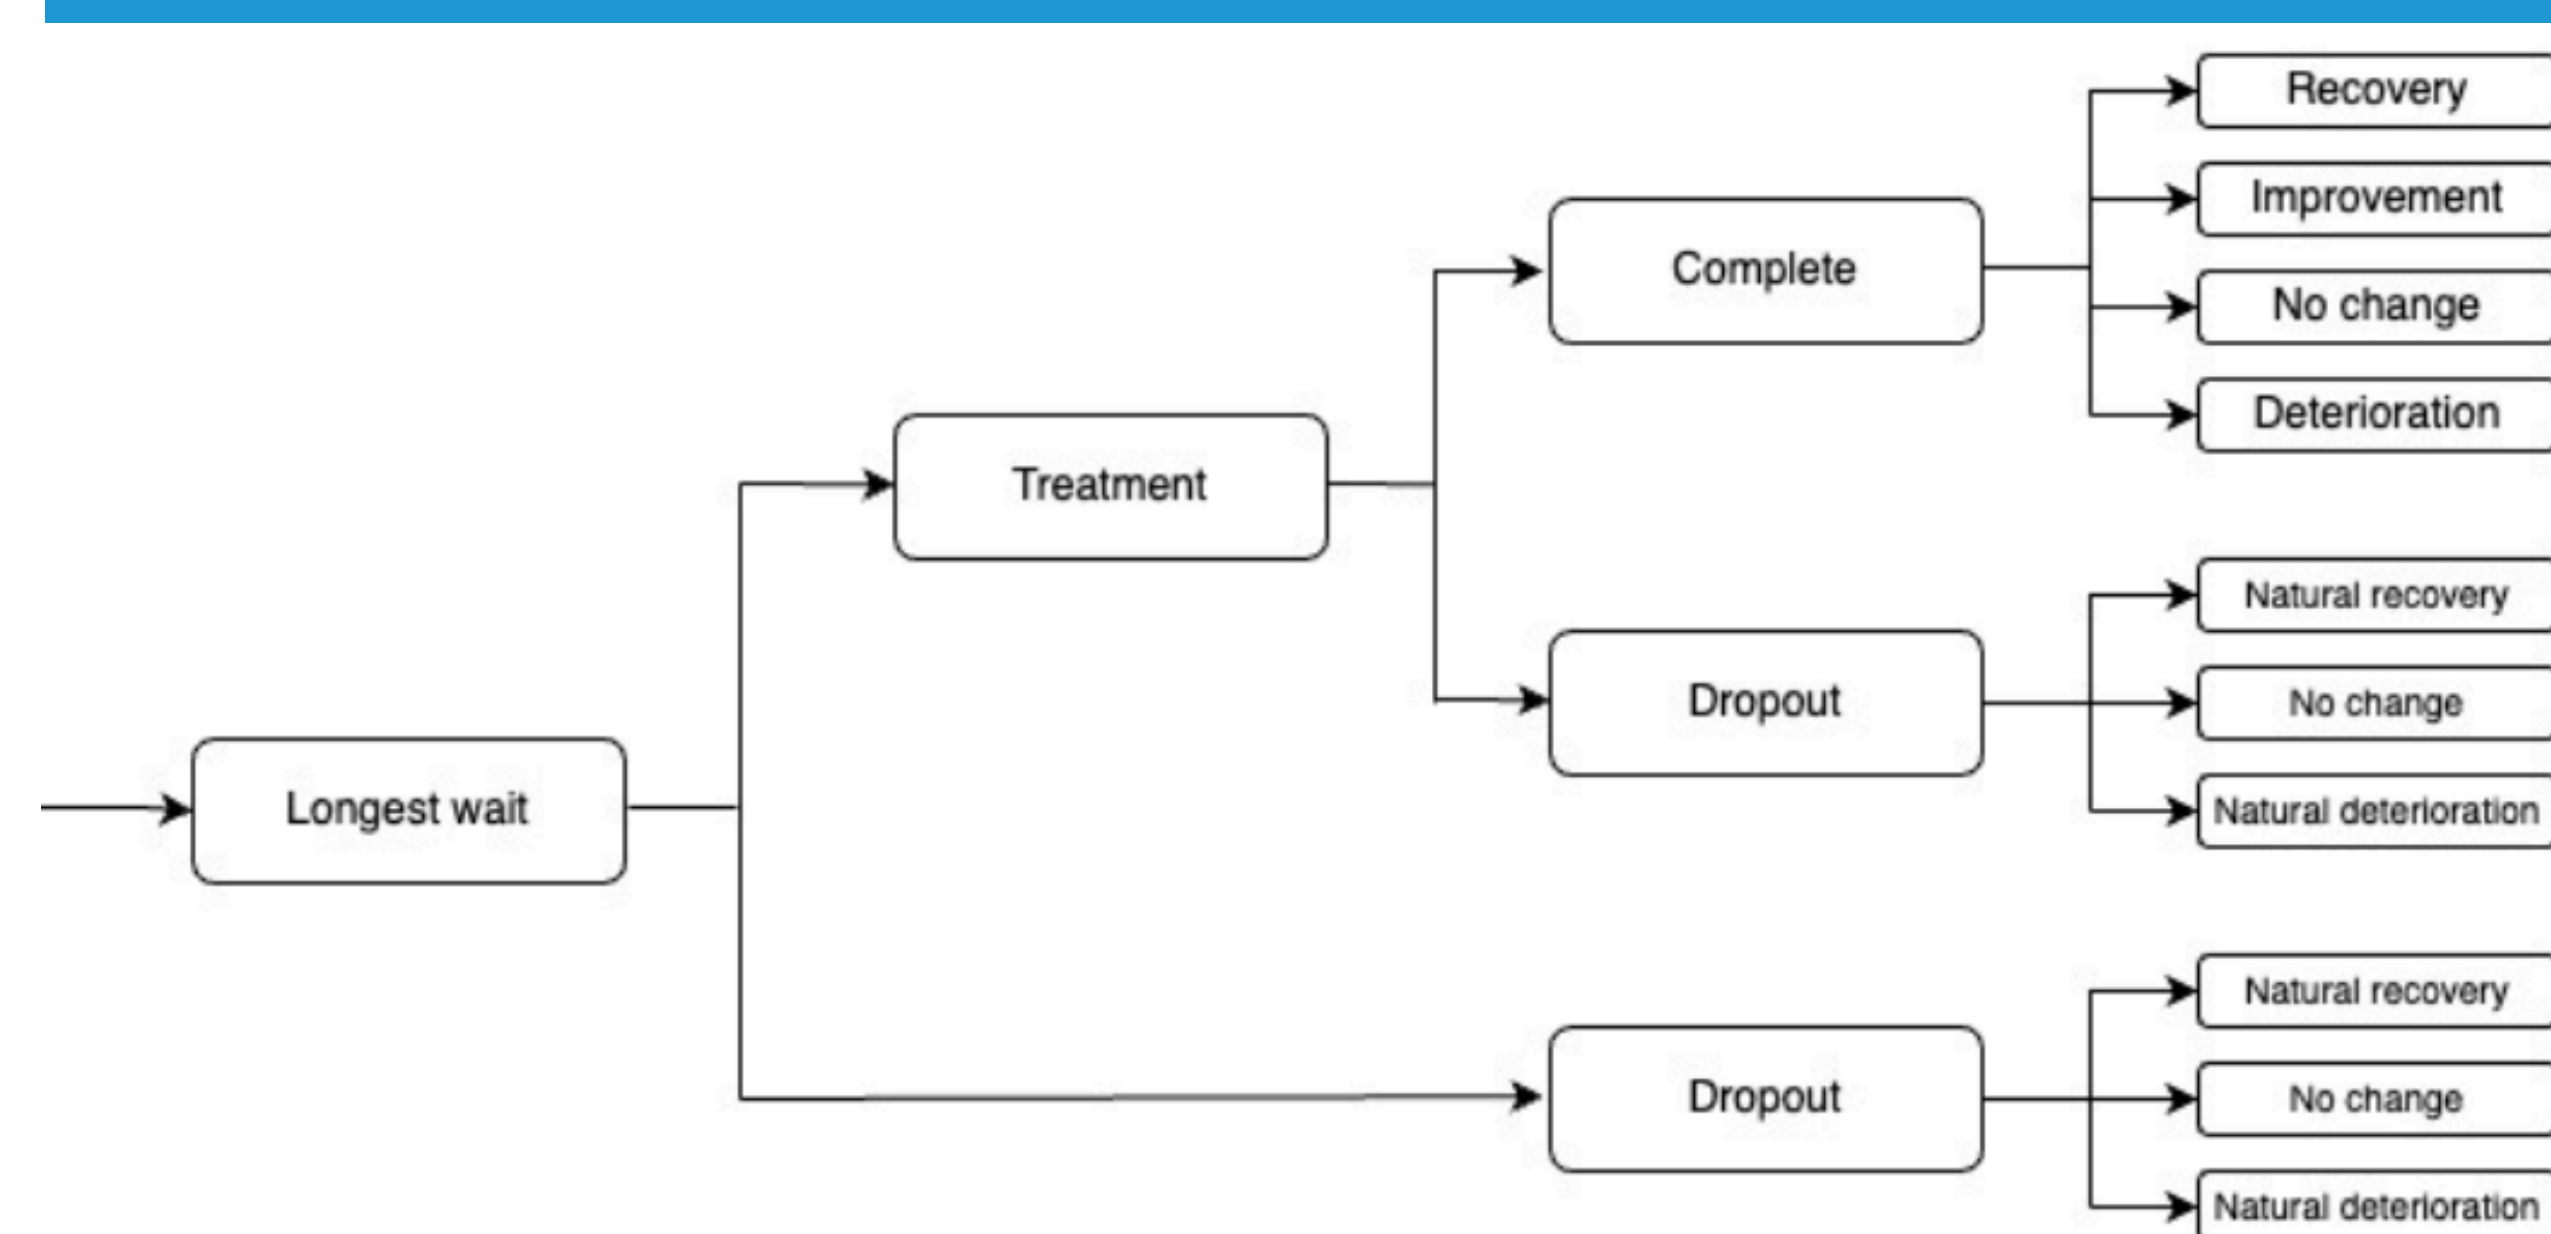 Recovery
Improvement
Complete
No change
Deterioration
Treatment
Natural recovery
Dropout
No change
Longest wait
Natural deterioration
Natural recovery
Dropout
No change
Natural deterioration